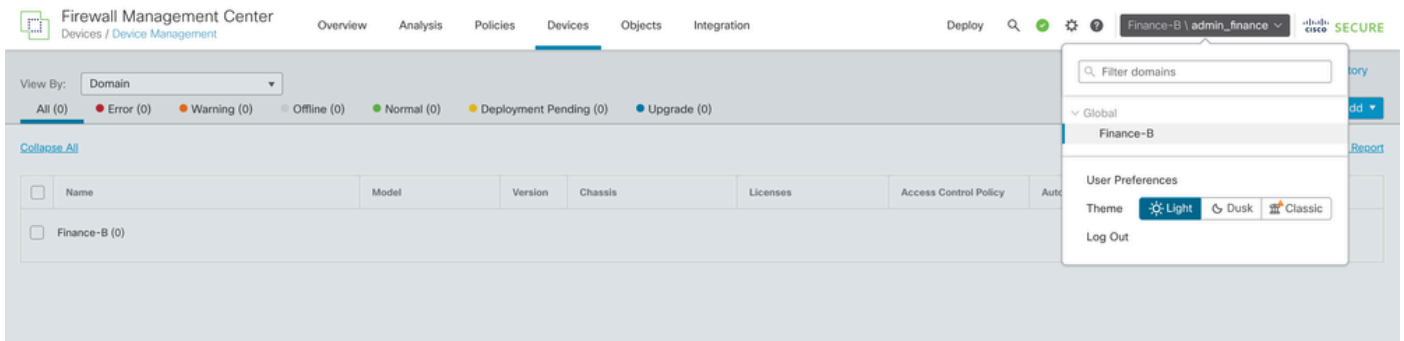 Firewall Management Center
Devices / Device Management
Overview Analysis Policies Devices Objects Integration Deploy Finance-B \ admin_finance cisco SECURE
View By: Domain
All (0) Error (0) Warning (0) Offline (0) Normal (0) Deployment Pending (0) Upgrade (0)
Collapse All
Name Model Version Chassis Licenses Access Control Policy Auto
Finance-B (0)
Filter domains
Global
Finance-B
User Preferences
Theme Light Dusk Classic
Log Out
tory
dd
Report